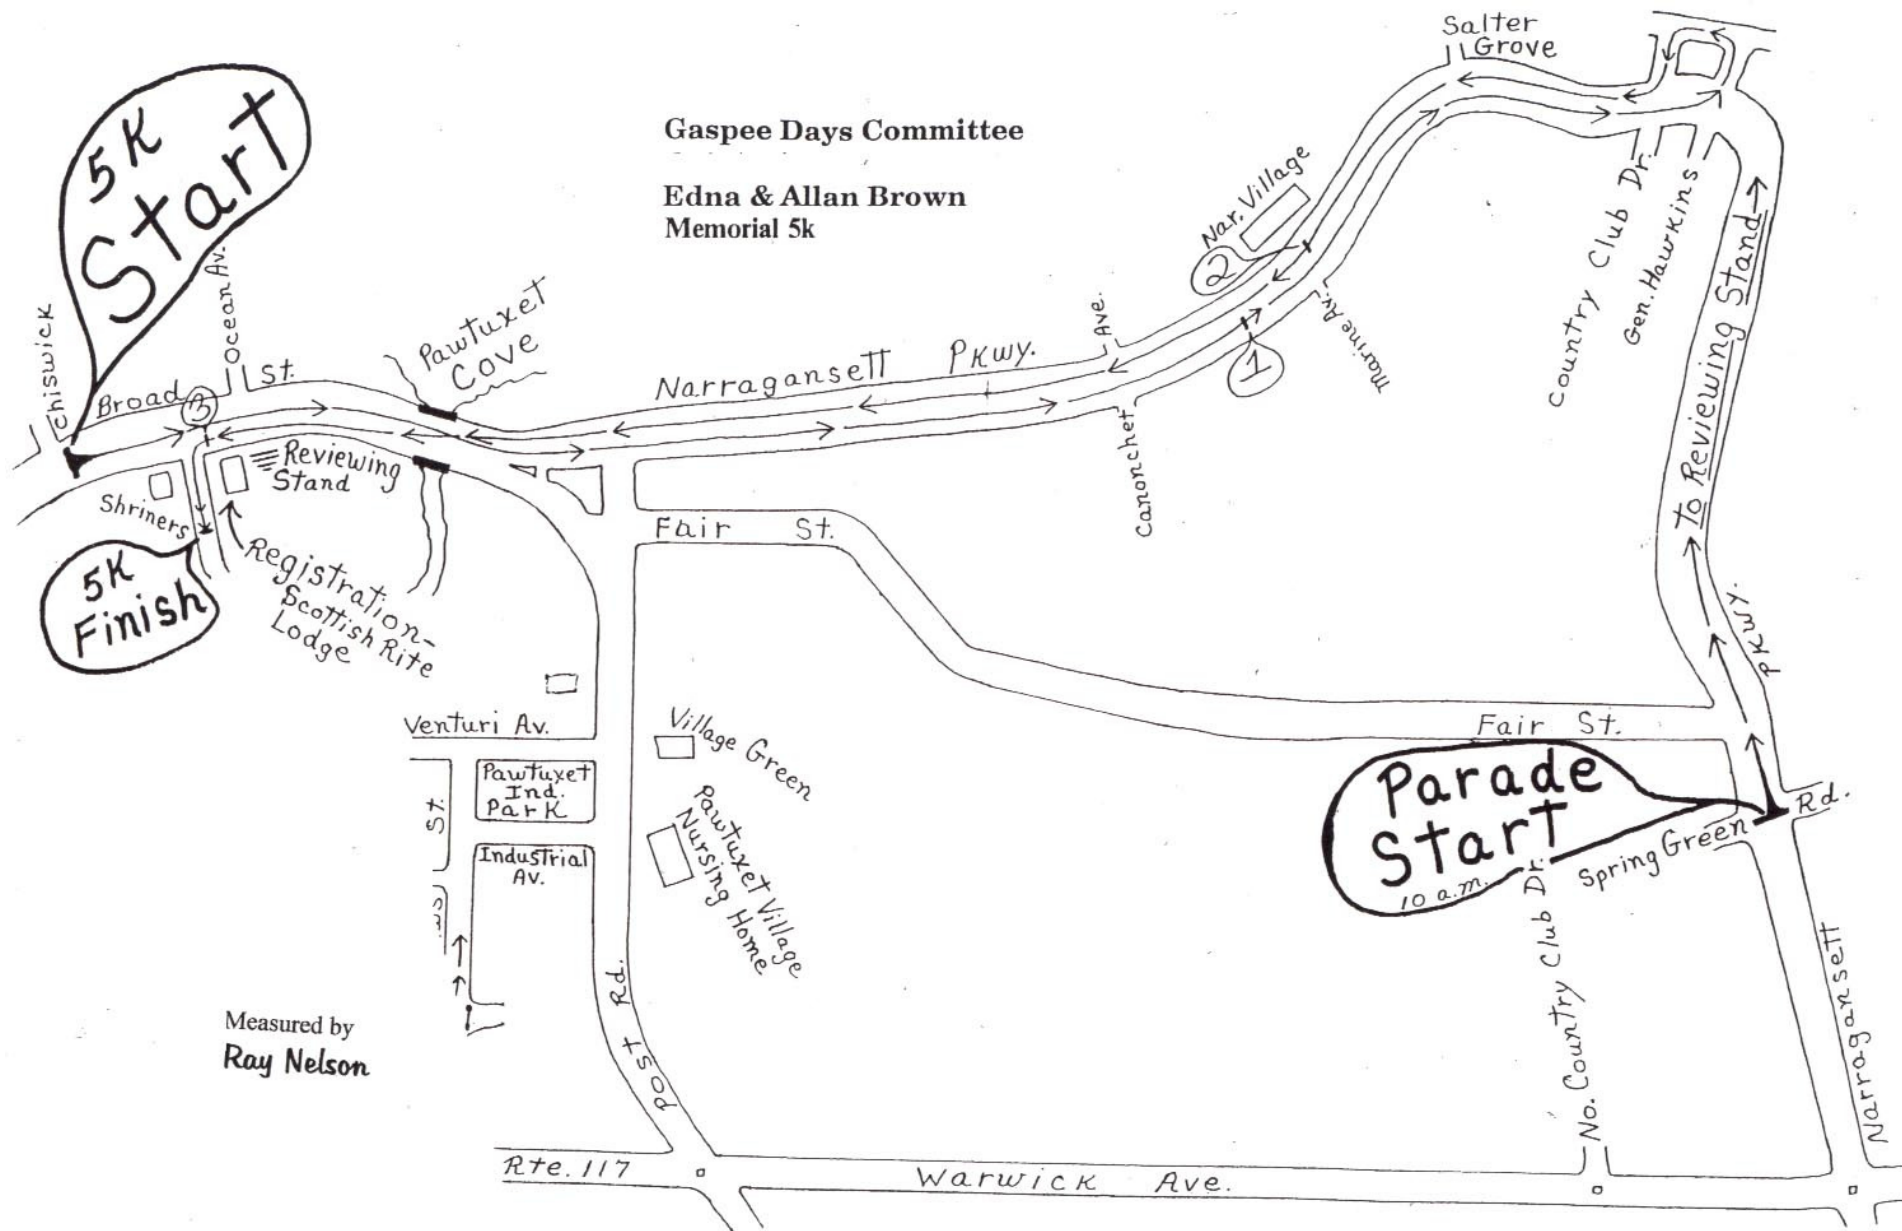 Gaspee Days Committee
Edna & Allan Brown
Memorial 5k
Salter
Grove
5K
Start
Ocean Av.
Chiswick
Broad
St.
3
Pawtuxet
Cove
Narragansett
Pkwy.
Ave.
Canonchet
Nar. Village
2
1
Marine Av.
Country Club Dr.
Gen. Hawkins
To Reviewing Stand
Reviewing
Stand
Shriners
5K
Finish
Registration-
Scottish Rite
Lodge
Fair St.
Fair St.
Pkwy.
Parade
Start
10 a.m.
Spring Green
Rd.
Venturi Av.
Pawtuxet
Ind.
Park
St.
Industrial
Av.
Village Green
Pawtuxet Village
Nursing Home
Post Rd.
No. Country Club Dr.
Narragansett
Measured by
Ray Nelson
Rte. 117
Warwick Ave.